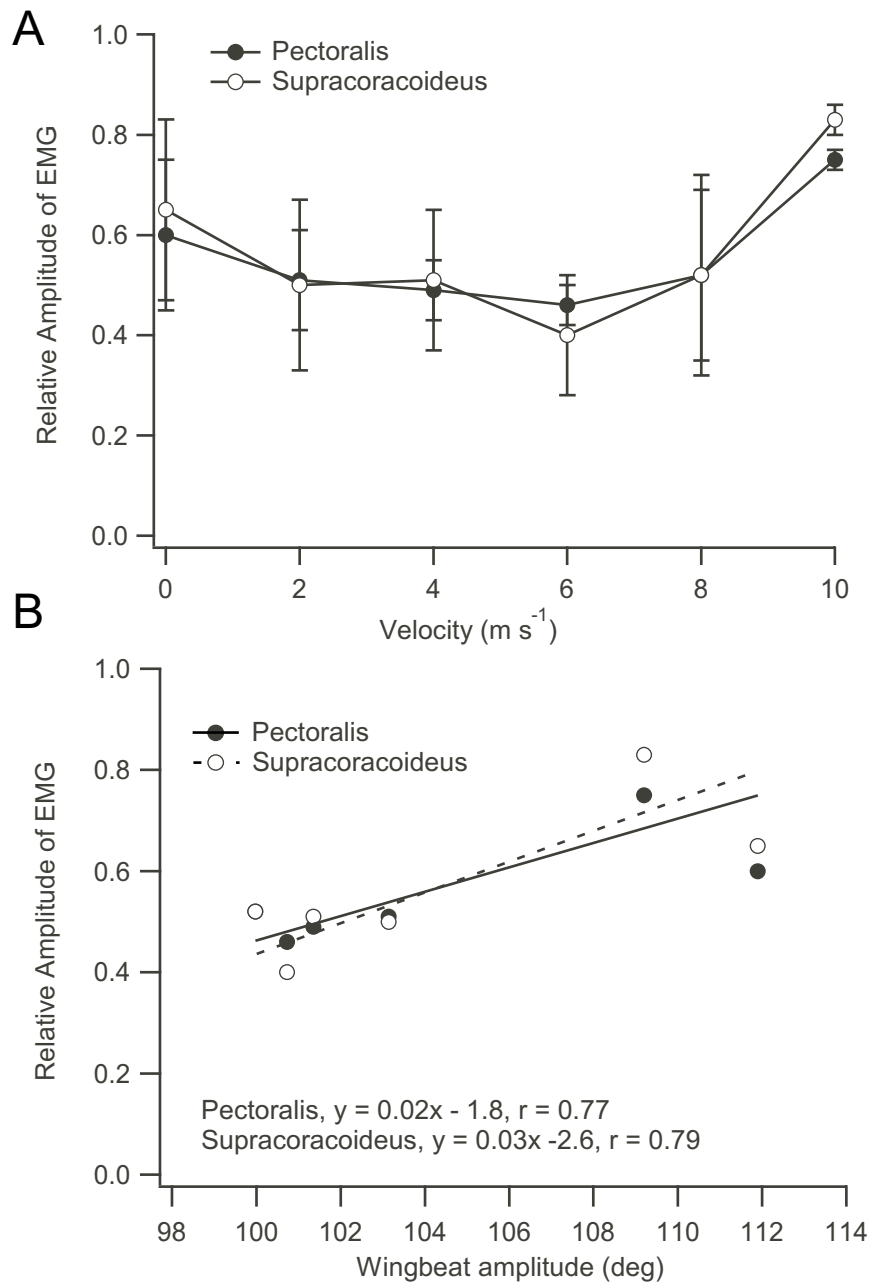 A
1.0
Pectoralis
Supracoracoideus
0.8
0.6
0.4
0.2
0.0
Relative Amplitude of EMG
0 2 4 6 8 10
Velocity (m s⁻¹)
B
1.0
Pectoralis
Supracoracoideus
0.8
0.6
0.4
0.2
0.0
Relative Amplitude of EMG
Pectoralis, y = 0.02x - 1.8, r = 0.77
Supracoracoideus, y = 0.03x -2.6, r = 0.79
98 100 102 104 106 108 110 112 114
Wingbeat amplitude (deg)